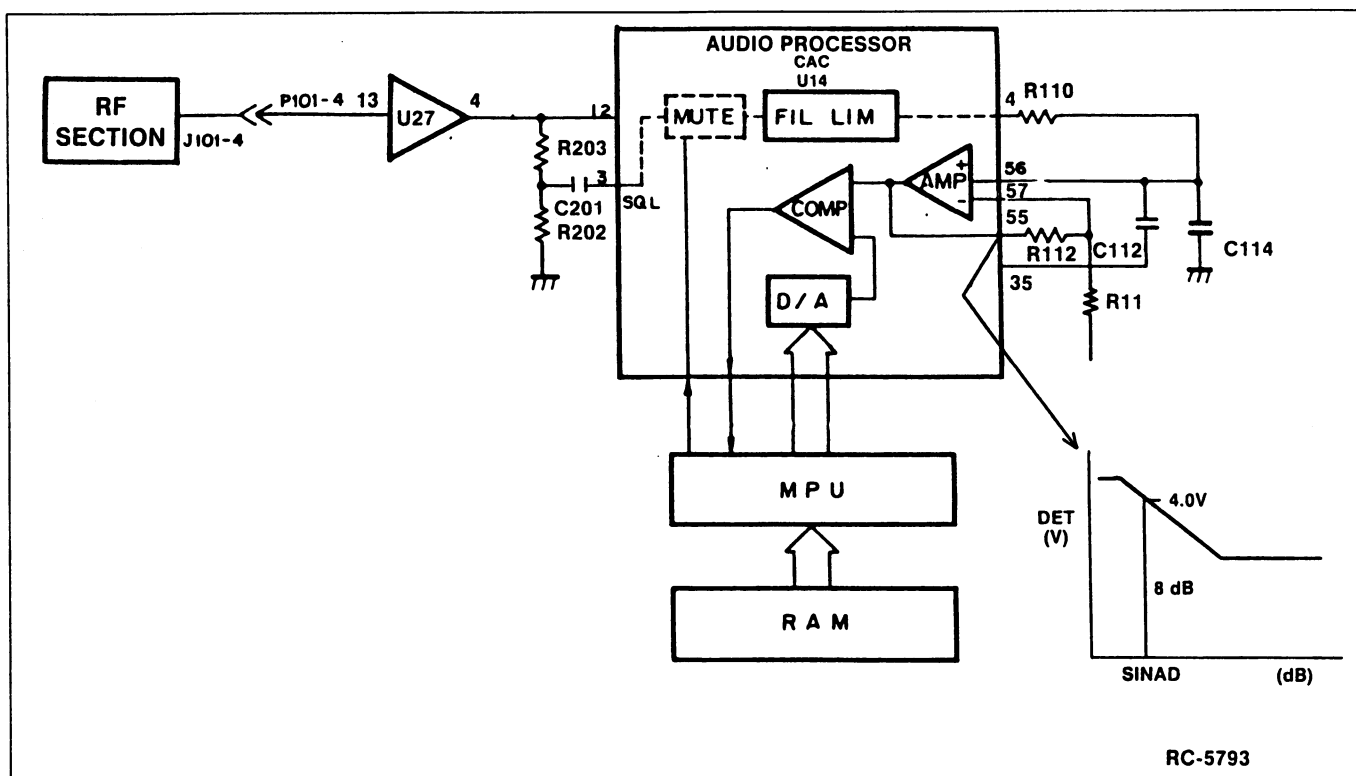 AUDIO PROCESSOR
CAC
U14
RF
SECTION
J101-4
P101-4
13
U27
4
12
R203
3
C201
R202
SQL
MUTE
FIL LIM
4
R110
AMP
+
-
56
57
55
COMP
R112
C112
C114
35
R11
D/A
MPU
RAM
DET
(V)
4.0V
8 dB
SINAD
(dB)
RC-5793